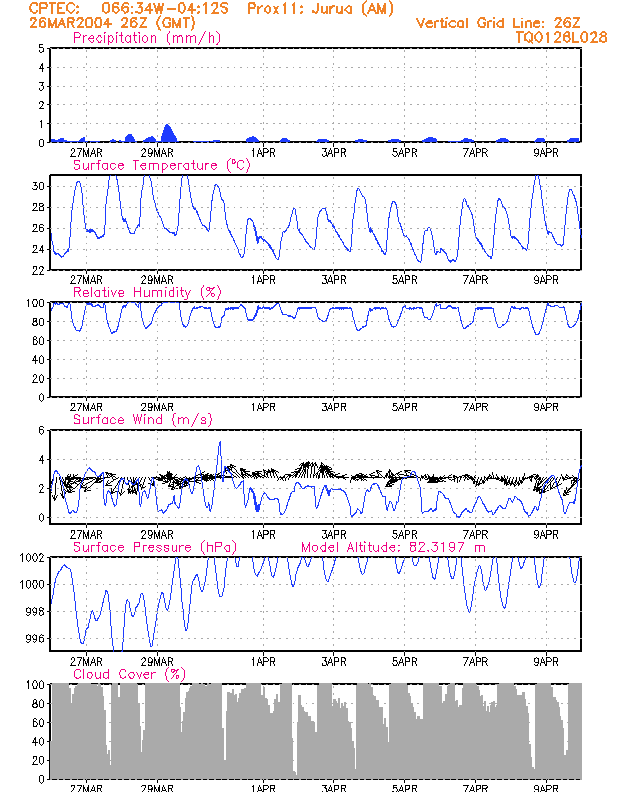 CPTEC: 066:34W-04:12S Prox11: Jurua (AM)
26MAR2004 26Z (GMT) Vertical Grid Line: 26Z
Precipitation (mm/h) TQ0126L028
5
4
3
2
1
0
27MAR 29MAR 1APR 3APR 5APR 7APR 9APR
Surface Temperature (°C)
30
28
26
24
22
27MAR 29MAR 1APR 3APR 5APR 7APR 9APR
Relative Humidity (%)
100
80
60
40
20
0
27MAR 29MAR 1APR 3APR 5APR 7APR 9APR
Surface Wind (m/s)
6
4
2
0
27MAR 29MAR 1APR 3APR 5APR 7APR 9APR
Surface Pressure (hPa) Model Altitude: 82.3197 m
1002
1000
998
996
27MAR 29MAR 1APR 3APR 5APR 7APR 9APR
Cloud Cover (%)
100
80
60
40
20
0
27MAR 29MAR 1APR 3APR 5APR 7APR 9APR